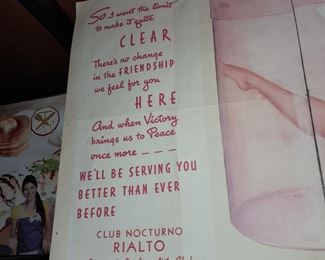 So I went the limit
to make it quite
CLEAR
There's no change
in the FRIENDSHIP
we feel for you
HERE
And when Victory
brings us to Peace
once more ---
WE'LL BE SERVING YOU
BETTER THAN EVER
BEFORE
CLUB NOCTURNO
RIALTO